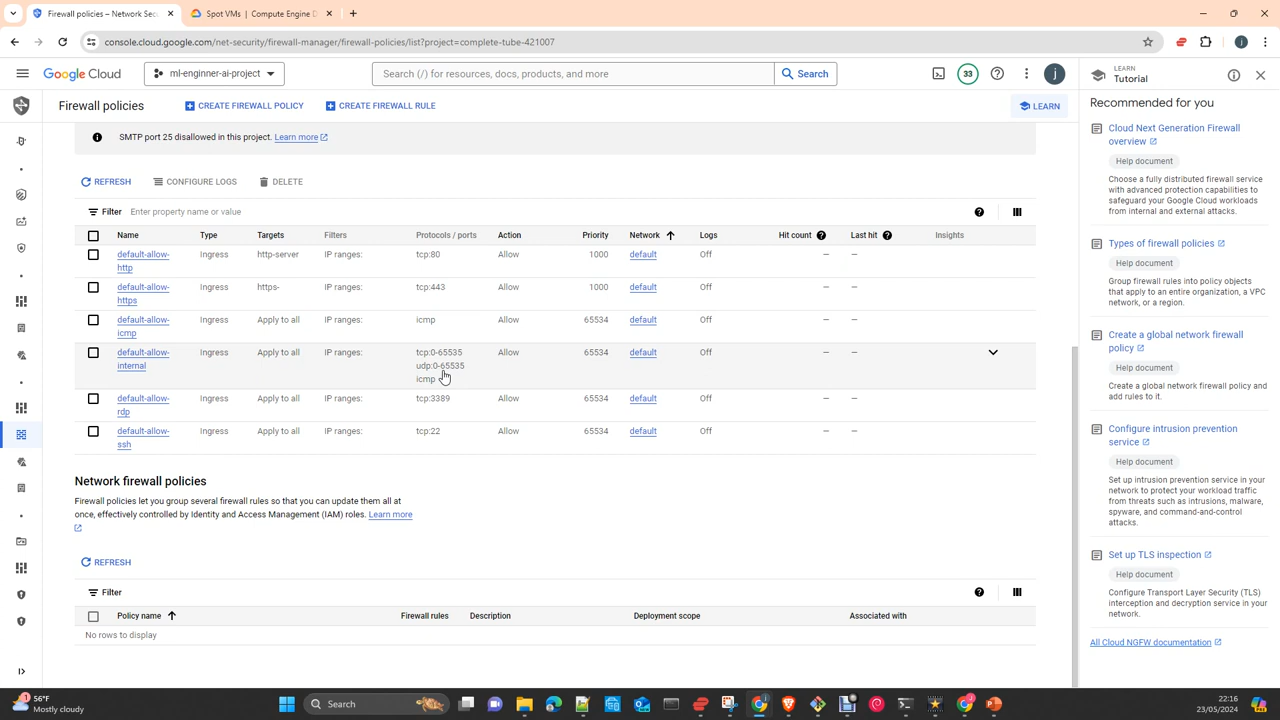 Firewall policies – Network Sec
Spot VMs | Compute Engine D
console.cloud.google.com/net-security/firewall-manager/firewall-policies/list?project=complete-tube-421007
Google Cloud
ml-enginner-ai-project
Search (/) for resources, docs, products, and more
Search
33
j
LEARN
Tutorial
Firewall policies
CREATE FIREWALL POLICY
CREATE FIREWALL RULE
LEARN
SMTP port 25 disallowed in this project. Learn more
REFRESH
CONFIGURE LOGS
DELETE
Filter Enter property name or value
Name Type Targets Filters Protocols / ports Action Priority Network Logs Hit count Last hit Insights
default-allow-http Ingress http-server IP ranges: tcp:80 Allow 1000 default Off – –
default-allow-https Ingress https- IP ranges: tcp:443 Allow 1000 default Off – –
default-allow-icmp Ingress Apply to all IP ranges: icmp Allow 65534 default Off – –
default-allow-internal Ingress Apply to all IP ranges: tcp:0-65535 Allow 65534 default Off – –
udp:0-65535
icmp
default-allow-rdp Ingress Apply to all IP ranges: tcp:3389 Allow 65534 default Off – –
default-allow-ssh Ingress Apply to all IP ranges: tcp:22 Allow 65534 default Off – –
Network firewall policies
Firewall policies let you group several firewall rules so that you can update them all at
once, effectively controlled by Identity and Access Management (IAM) roles. Learn more
REFRESH
Filter
Policy name Firewall rules Description Deployment scope Associated with
No rows to display
Recommended for you
Cloud Next Generation Firewall
overview
Help document
Choose a fully distributed firewall service
with advanced protection capabilities to
safeguard your Google Cloud workloads
from internal and external attacks.
Types of firewall policies
Help document
Group firewall rules into policy objects
that apply to an entire organization, a VPC
network, or a region.
Create a global network firewall
policy
Help document
Create a global network firewall policy and
add rules to it.
Configure intrusion prevention
service
Help document
Set up intrusion prevention service in your
network to protect your workload traffic
from threats such as intrusions, malware,
spyware, and command-and-control
attacks.
Set up TLS inspection
Help document
Configure Transport Layer Security (TLS)
interception and decryption service in your
network.
All Cloud NGFW documentation
56°F
Mostly cloudy
Search
22:16
23/05/2024